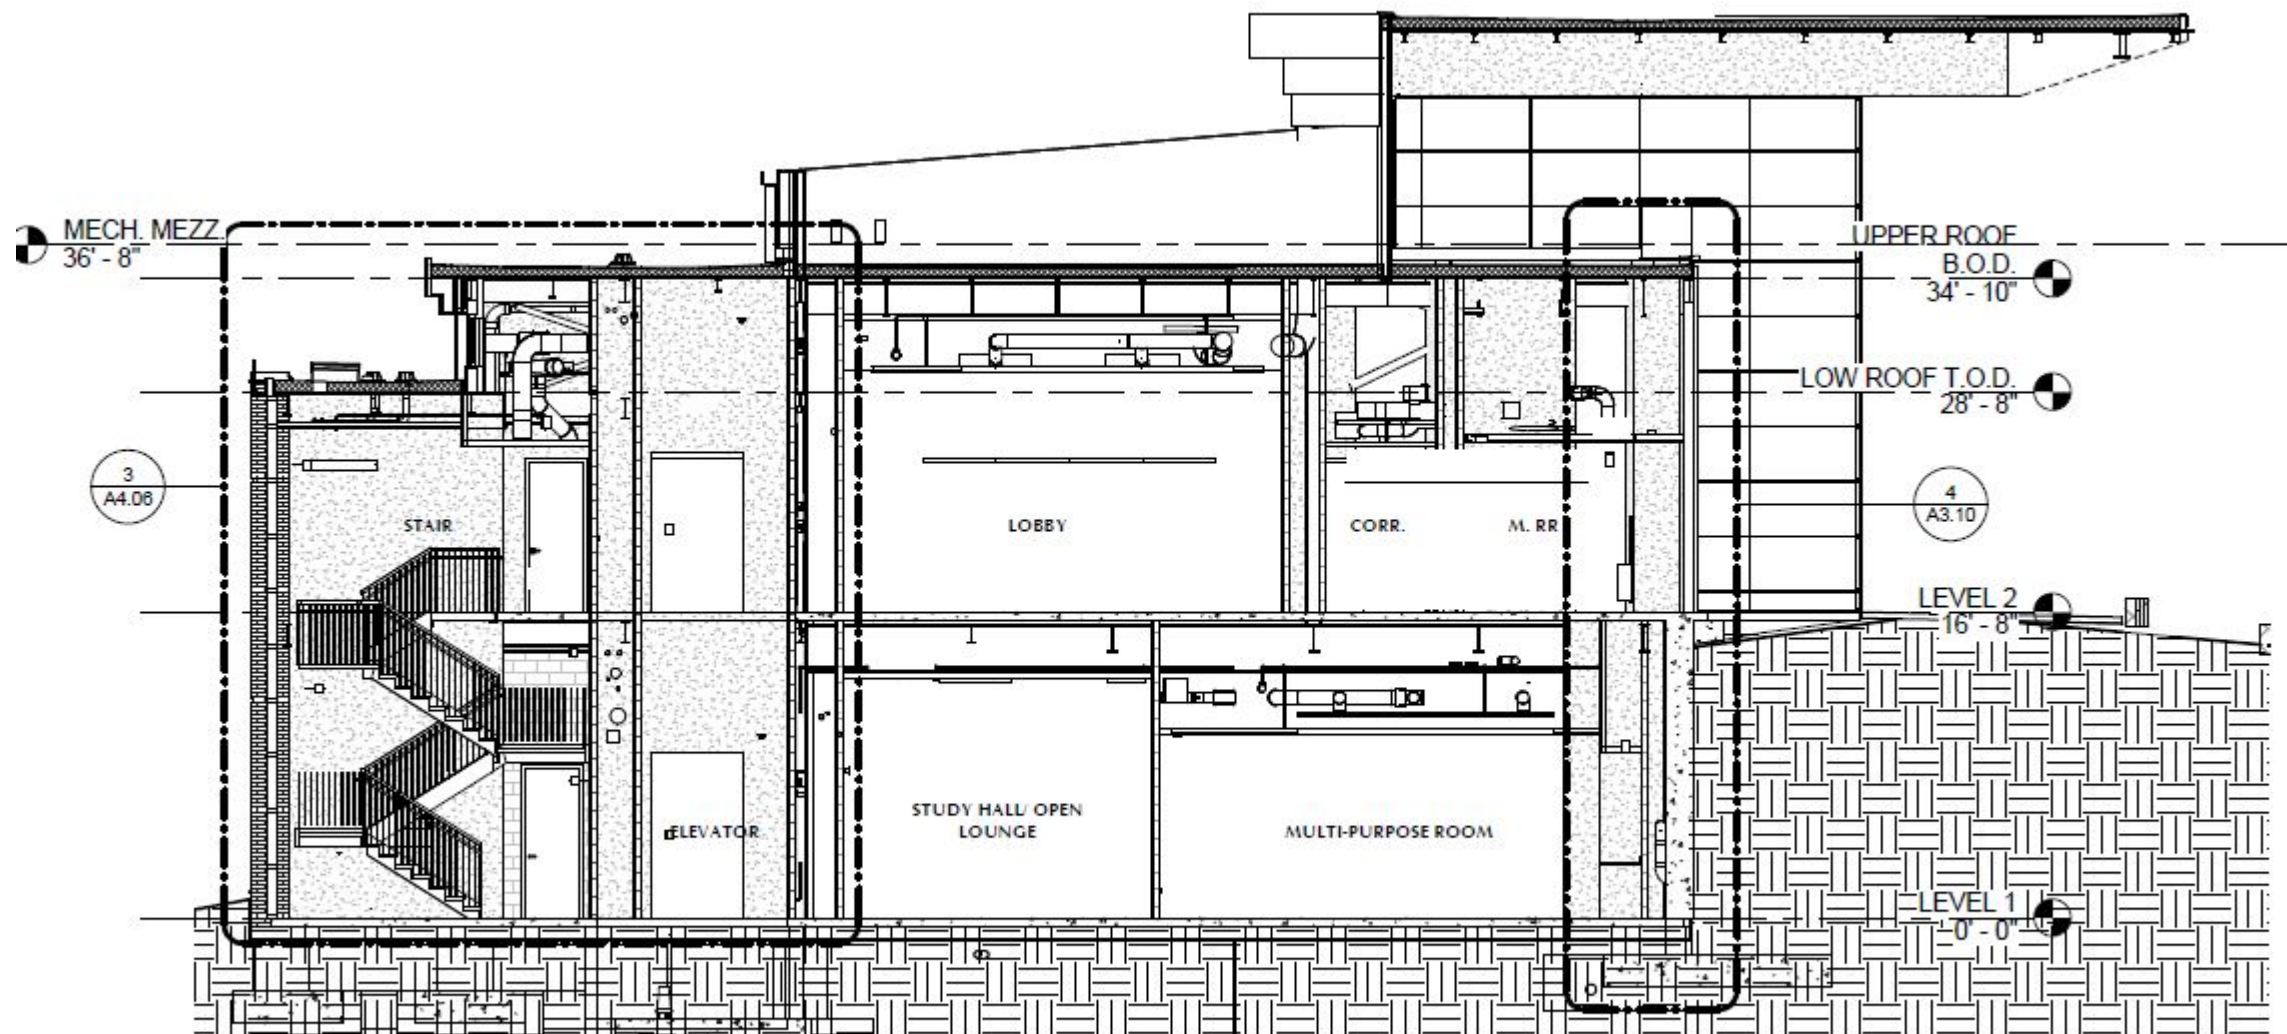 MECH. MEZZ.
36' - 8"
UPPER ROOF
B.O.D.
34' - 10"
LOW ROOF T.O.D.
28' - 8"
3
A4.06
4
A3.10
STAIR
LOBBY
CORR.
M. RR
LEVEL 2
16' - 8"
STUDY HALL/ OPEN
LOUNGE
ELEVATOR
MULTI-PURPOSE ROOM
LEVEL 1
0' - 0"